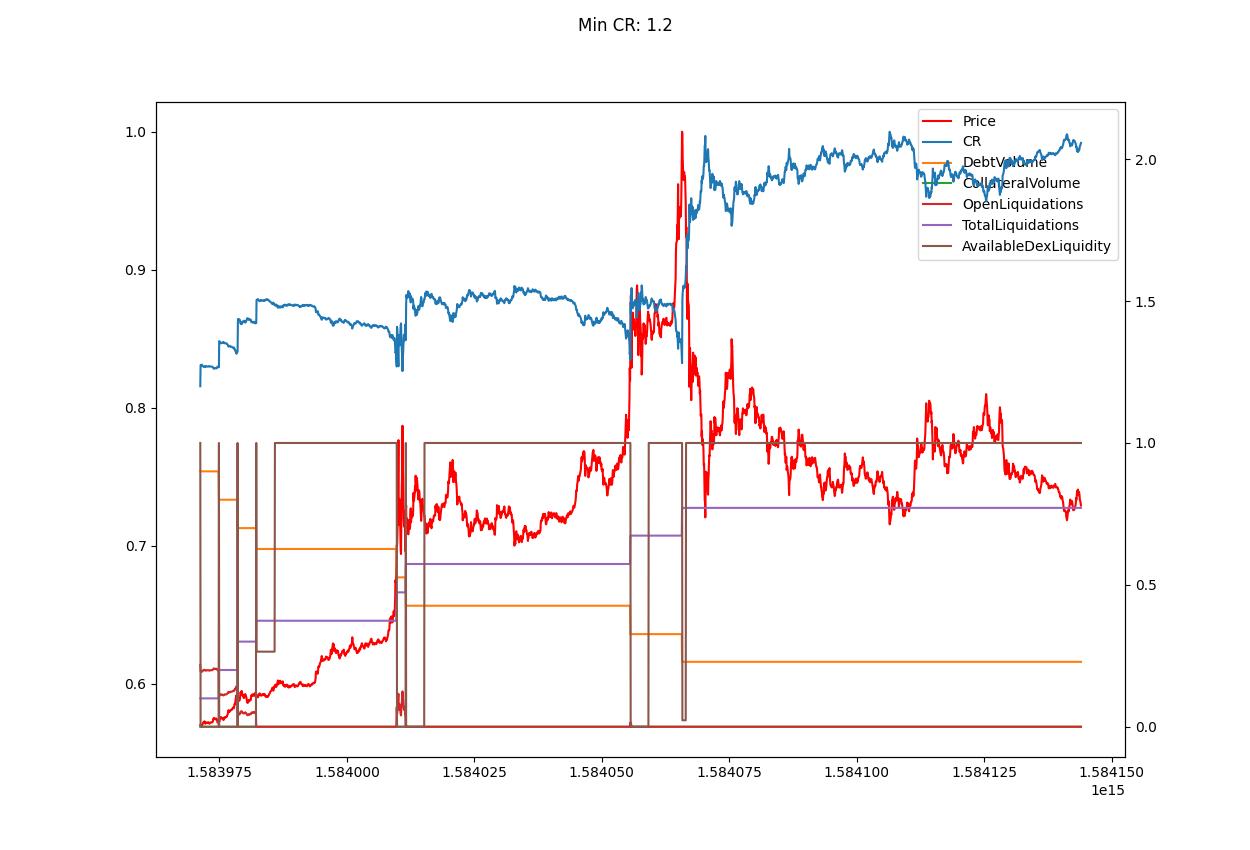 Min CR: 1.2
1.0
0.9
0.8
0.7
0.6
2.0
1.5
1.0
0.5
0.0
Price
CR
DebtVolume
CollateralVolume
OpenLiquidations
TotalLiquidations
AvailableDexLiquidity
1.583975 1.584000 1.584025 1.584050 1.584075 1.584100 1.584125 1.584150
1e15